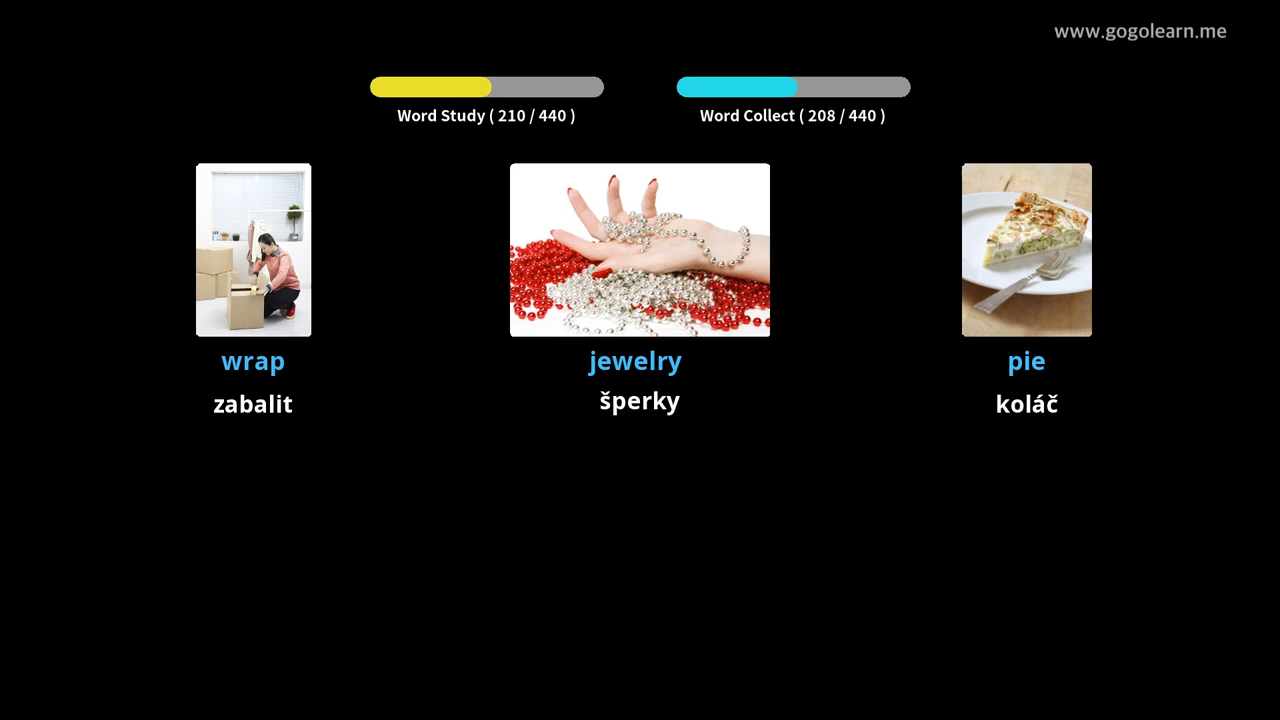 www.gogolearn.me
Word Study ( 210 / 440 )
Word Collect ( 208 / 440 )
wrap
zabalit
jewelry
šperky
pie
koláč